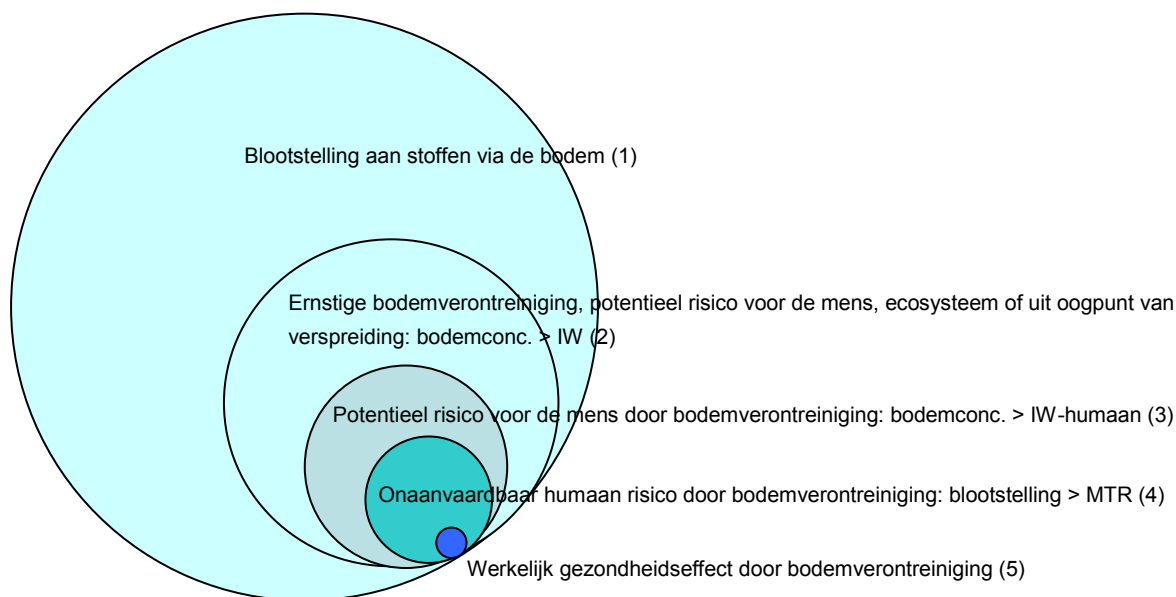 Blootstelling aan stoffen via de bodem (1)
Ernstige bodemverontreiniging, potentieel risico voor de mens, ecosysteem of uit oogpunt van
verspreiding: bodemconc. > IW (2)
Potentieel risico voor de mens door bodemverontreiniging: bodemconc. > IW-humaan (3)
Onaanvaardbaar humaan risico door bodemverontreiniging: blootstelling > MTR (4)
Werkelijk gezondheidseffect door bodemverontreiniging (5)